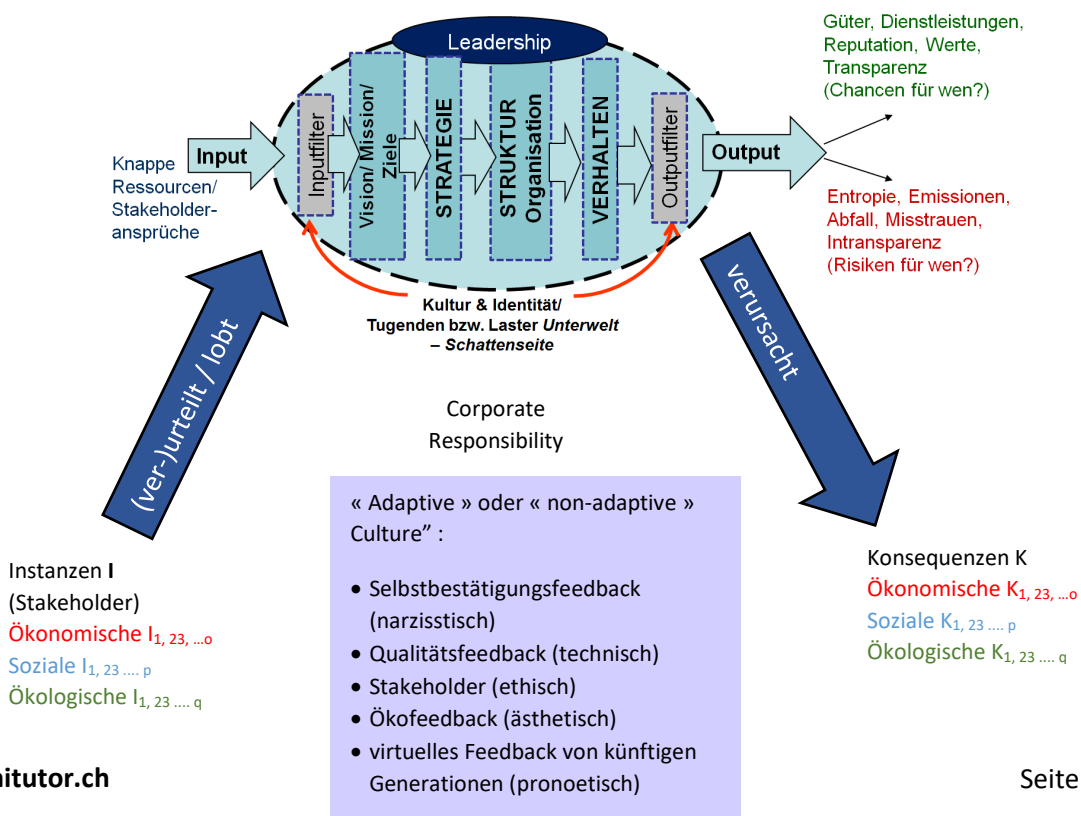 Leadership
Güter, Dienstleistungen,
Reputation, Werte,
Transparenz
(Chancen für wen?)
Knappe
Ressourcen/
Stakeholder-
ansprüche
Input
Inputfilter
Vision/ Mission/
Ziele
STRATEGIE
STRUKTUR
Organisation
VERHALTEN
Outputfilter
Output
Entropie, Emissionen,
Abfall, Misstrauen,
Intransparenz
(Risiken für wen?)
Kultur & Identität/
Tugenden bzw. Laster Unterwelt
– Schattenseite
(ver-)urteilt / lobt
verursacht
Corporate
Responsibility
« Adaptive » oder « non-adaptive »
Culture” :
• Selbstbestätigungsfeedback
(narzisstisch)
• Qualitätsfeedback (technisch)
• Stakeholder (ethisch)
• Ökofeedback (ästhetisch)
• virtuelles Feedback von künftigen
Generationen (pronoetisch)
Instanzen I
(Stakeholder)
Ökonomische I1, 23, ...o
Soziale I1, 23 .... p
Ökologische I1, 23 .... q
Konsequenzen K
Ökonomische K1, 23, ...o
Soziale K1, 23 .... p
Ökologische K1, 23 .... q
itutor.ch
Seite